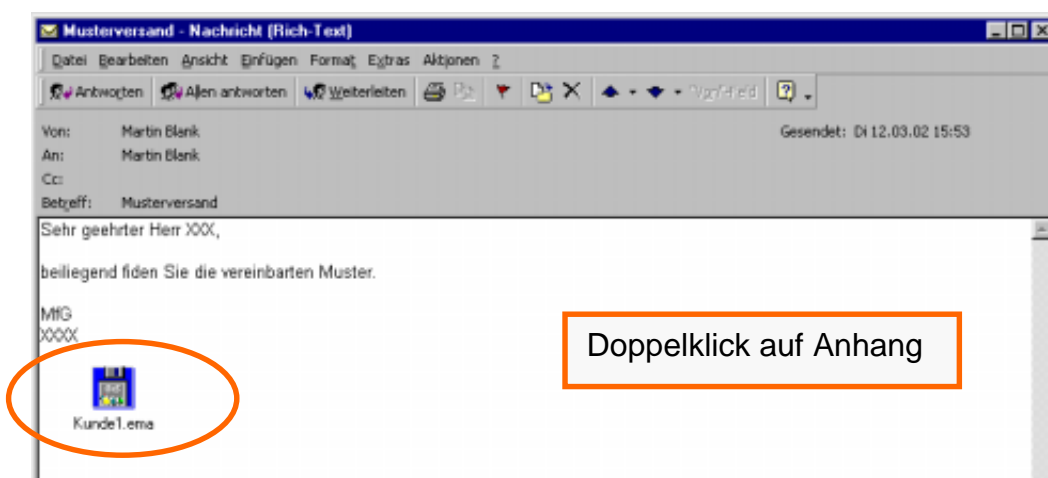 Musterversand - Nachricht (Rich-Text)
Datei Bearbeiten Ansicht Einfügen Format Extras Aktionen ?
Antworten Allen antworten Weiterleiten
Von: Martin Blank Gesendet: Di 12.03.02 15:53
An: Martin Blank
Cc:
Betreff: Musterversand
Sehr geehrter Herr XXX,
beiliegend fiden Sie die vereinbarten Muster.
MfG
XXXX
Doppelklick auf Anhang
Kunde1.ema